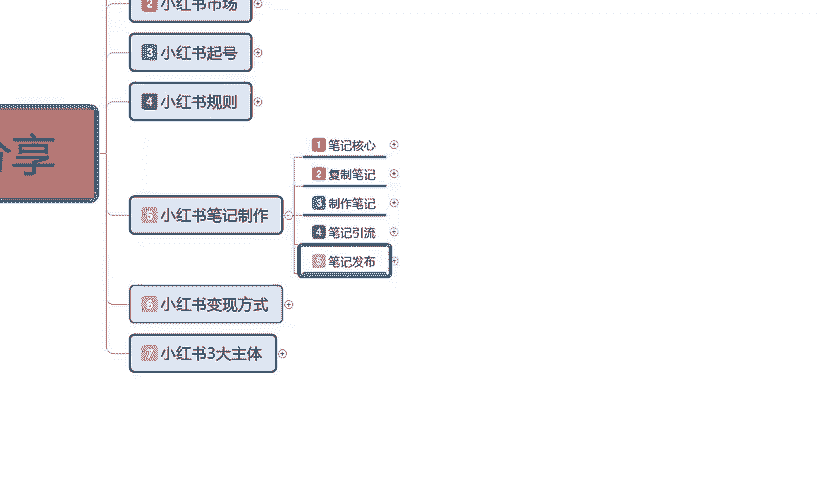 2 小红书市场
3 小红书起号
4 小红书规则
享
5 小红书笔记制作
1 笔记核心
2 复制笔记
3 制作笔记
4 笔记引流
5 笔记发布
6 小红书变现方式
7 小红书3大主体